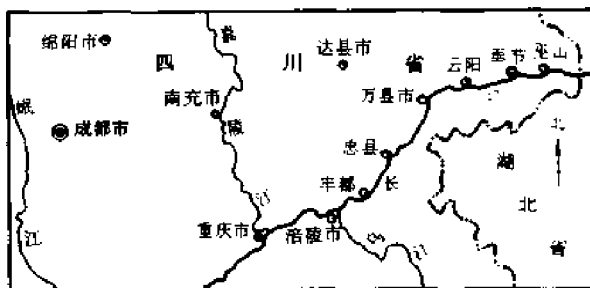 绵阳市
四川省
达县市
嘉陵江
南充市
岷江
成都市
万县市
云阳
奉节
巫山
忠县
丰都
长江
涪陵市
重庆市
乌江
湖北省
北